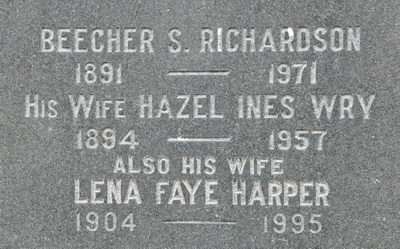 BEECHER S. RICHARDSON
1891 — 1971
HIS WIFE HAZEL INES WRY
1894 — 1957
ALSO HIS WIFE
LENA FAYE HARPER
1904 — 1995